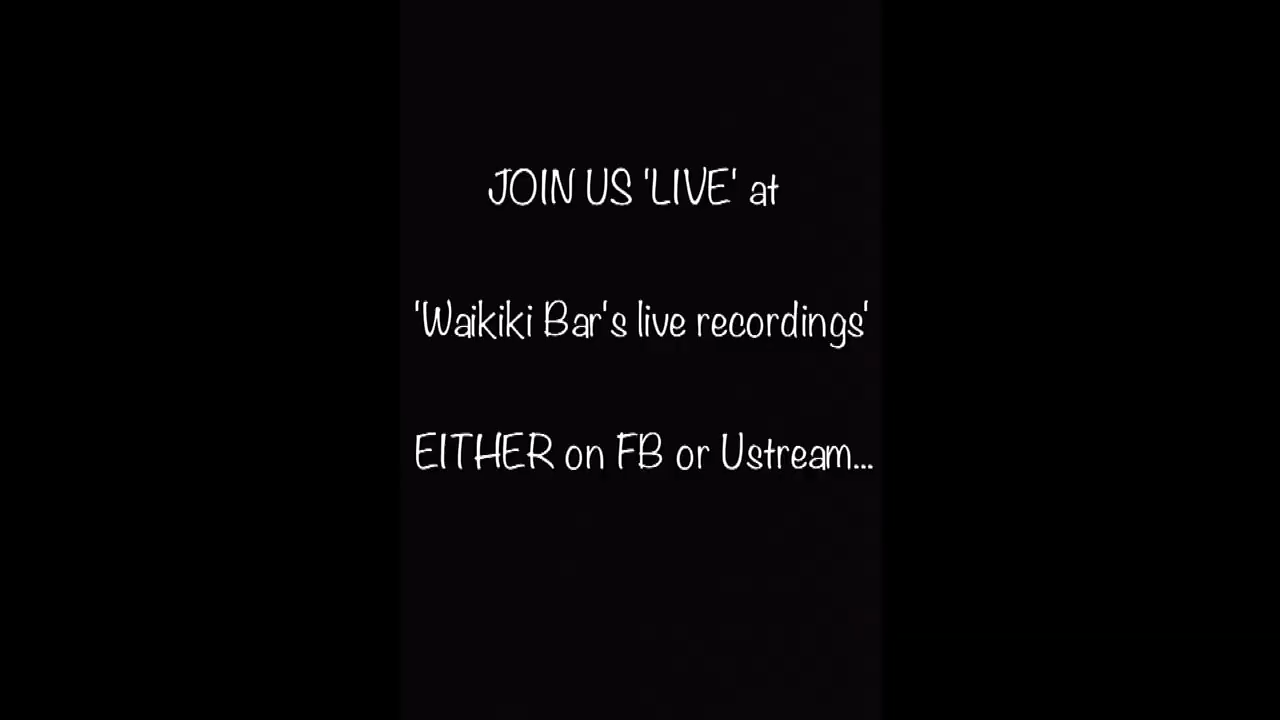 JOIN US 'LIVE' at
'Waikiki Bar's live recordings'
EITHER on FB or Ustream...